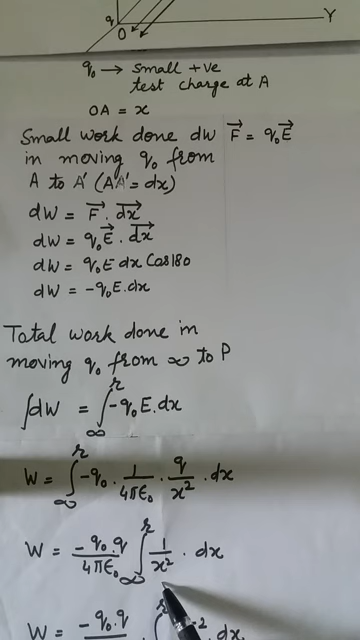 q
O
Y
q₀ → small +ve
test charge at A
OA = x
Small work done dw F⃗ = q₀E⃗
in moving q₀ from
A to A' (AA' = dx)
dw = F⃗ . dx⃗
dw = q₀E⃗ . dx⃗
dw = q₀E dx Cos180
dw = -q₀E.dx
Total work done in
moving q₀ from ∞ to P
∫dw = ∫∞^r -q₀E.dx
W = ∫∞^r -q₀. 1/4πε₀ . q/x² . dx
W = -q₀.q/4πε₀ ∫∞^r 1/x² . dx